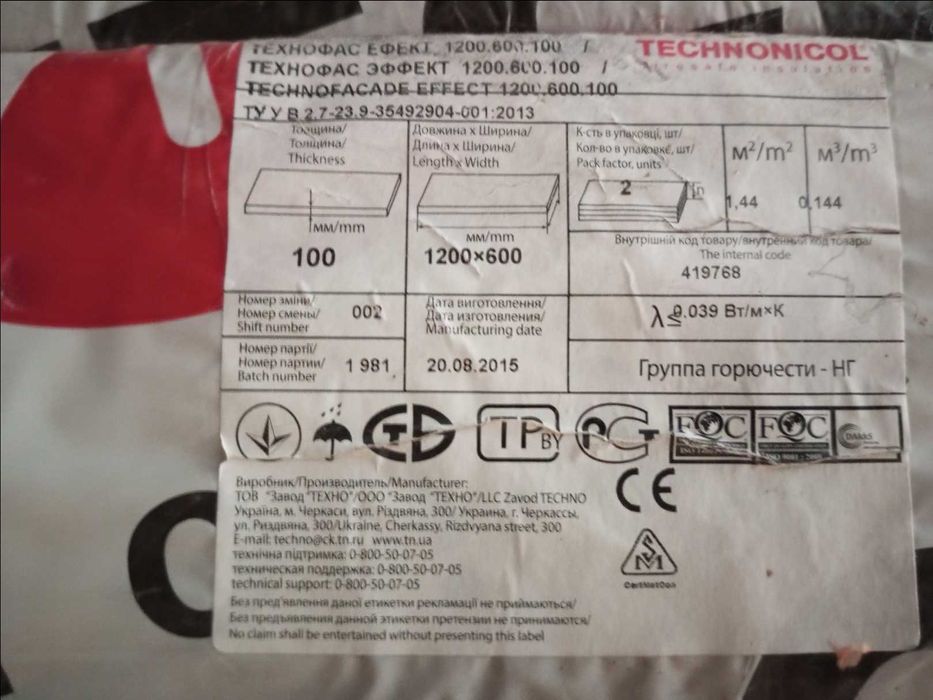 ТЕХНОФАС ЕФЕКТ 1200.600.100 /
ТЕХНОФАС ЭФФЕКТ 1200.600.100 /
TECHNOFACADE EFFECT 1200.600.100
TECHNONICOL
ТУ У В 2.7-23.9-35492904-001:2013
Товщина/
Толщина/
Thickness
мм/mm
100
Довжина х Ширина/
Длина х Ширина/
Length x Width
мм/mm
1200×600
К-сть в упаковці, шт/
Кол-во в упаковке, шт/
Pack factor, units
2
h
м²/m²
1,44
м³/m³
0,144
Внутрішній код товару/внутренний код товара/
The internal code
419768
Номер зміни/
Номер смены/
Shift number
002
Дата виготовлення/
Дата изготовления/
Manufacturing date
20.08.2015
λ≤0.039 Вт/м×К
Номер партії/
Номер партии/
Batch number
1 981
Группа горючести - НГ
ТР BY
РСТ
FQC
FQC
DAkkS
CE
Виробник/Производитель/Manufacturer:
ТОВ "Завод "ТЕХНО"/ООО "Завод "ТЕХНО"/LLC Zavod TECHNO
Україна, м. Черкаси, вул. Різдвяна, 300/ Украина, г. Черкассы,
ул. Риздвяна, 300/Ukraine, Cherkassy, Rizdvyana street, 300
E-mail: techno@ck.tn.ru www.tn.ua
технічна підтримка: 0-800-50-07-05
техническая поддержка: 0-800-50-07-05
technical support: 0-800-50-07-05
CertMatCon
Без пред'явлення даної етикетки рекламації не приймаються/
Без предъявления данной этикетки претензии не принимаются/
No claim shall be entertained without presenting this label